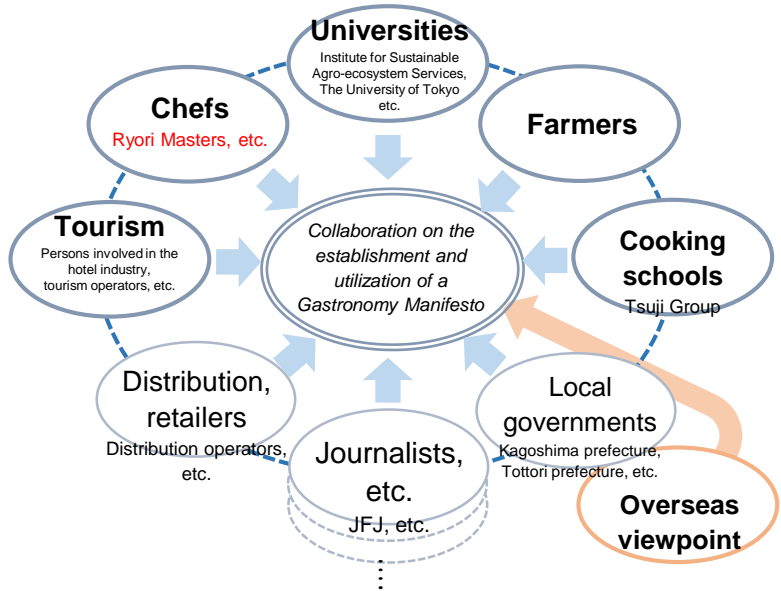 Universities
Institute for Sustainable
Agro-ecosystem Services,
The University of Tokyo
etc.
Chefs
Ryori Masters, etc.
Farmers
Tourism
Persons involved in the
hotel industry,
tourism operators, etc.
Collaboration on the
establishment and
utilization of a
Gastronomy Manifesto
Cooking
schools
Tsuji Group
Distribution,
retailers
Distribution operators,
etc.
Journalists,
etc.
JFJ, etc.
Local
governments
Kagoshima prefecture,
Tottori prefecture, etc.
Overseas
viewpoint